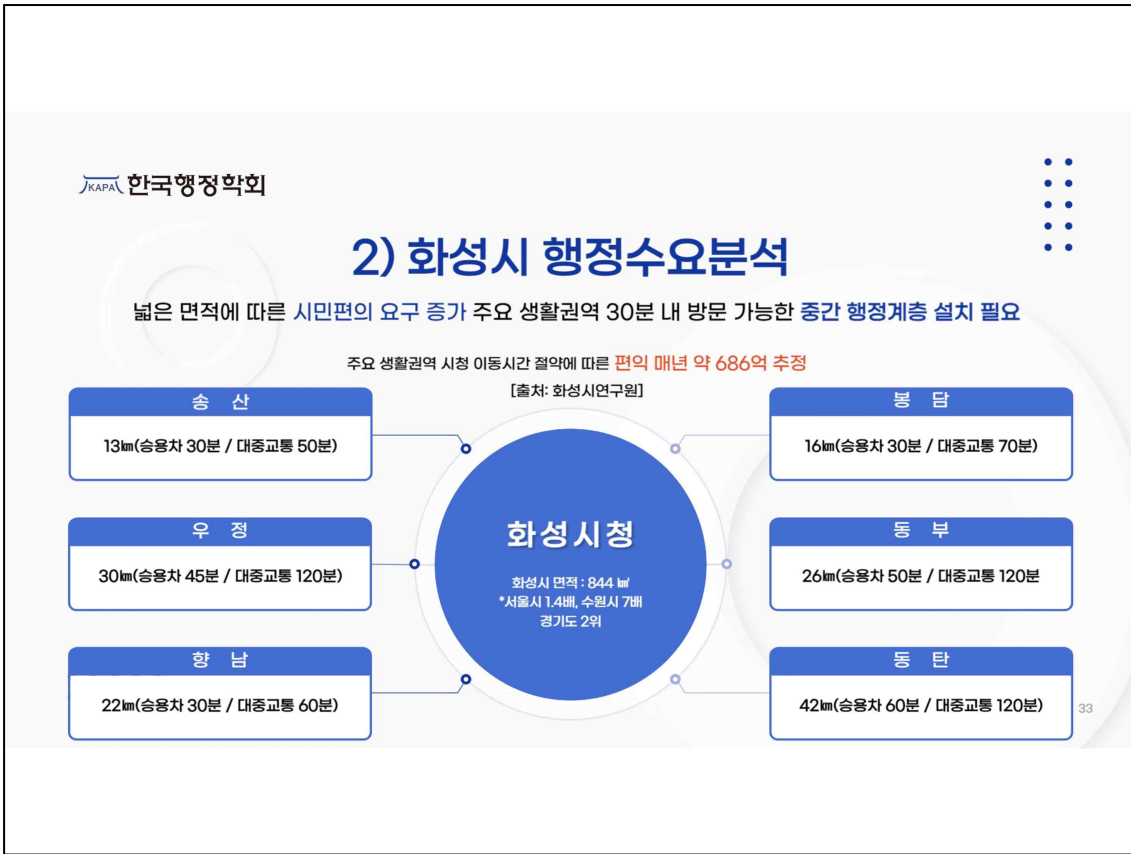 KAPA 한국행정학회
2) 화성시 행정수요분석
넓은 면적에 따른 시민편의 요구 증가 주요 생활권역 30분 내 방문 가능한 중간 행정계층 설치 필요
주요 생활권역 시청 이동시간 절약에 따른 편익 매년 약 686억 추정
[출처: 화성시연구원]
송 산
13㎞(승용차 30분 / 대중교통 50분)
우 정
30㎞(승용차 45분 / 대중교통 120분)
향 남
22㎞(승용차 30분 / 대중교통 60분)
화성시청
화성시 면적 : 844 ㎢
*서울시 1.4배, 수원시 7배
경기도 2위
봉 담
16㎞(승용차 30분 / 대중교통 70분)
동 부
26㎞(승용차 50분 / 대중교통 120분
동 탄
42㎞(승용차 60분 / 대중교통 120분)
33